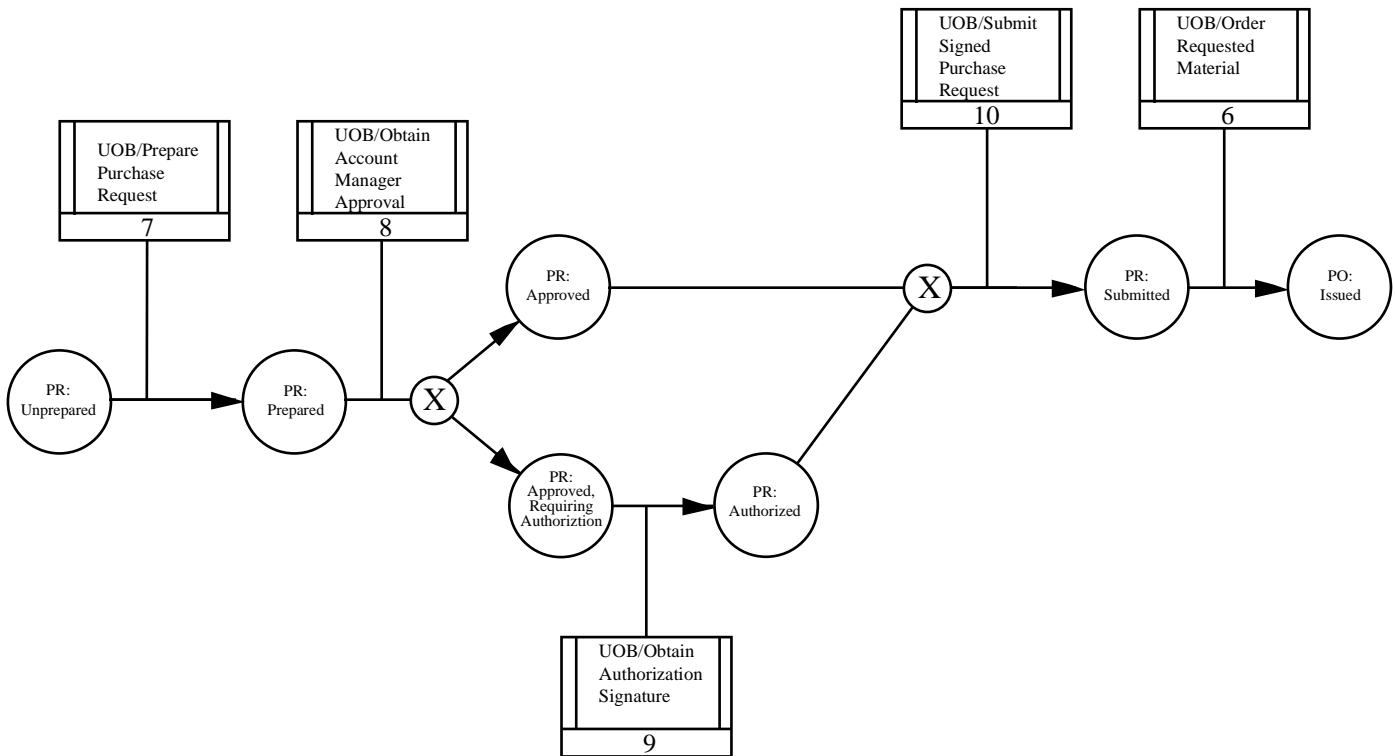 UOB/Submit
Signed
Purchase
Request
10
UOB/Order
Requested
Material
6
UOB/Prepare
Purchase
Request
7
UOB/Obtain
Account
Manager
Approval
8
PR:
Approved
X
PR:
Submitted
PO:
Issued
PR:
Unprepared
PR:
Prepared
X
PR:
Approved,
Requiring
Authoriztion
PR:
Authorized
UOB/Obtain
Authorization
Signature
9